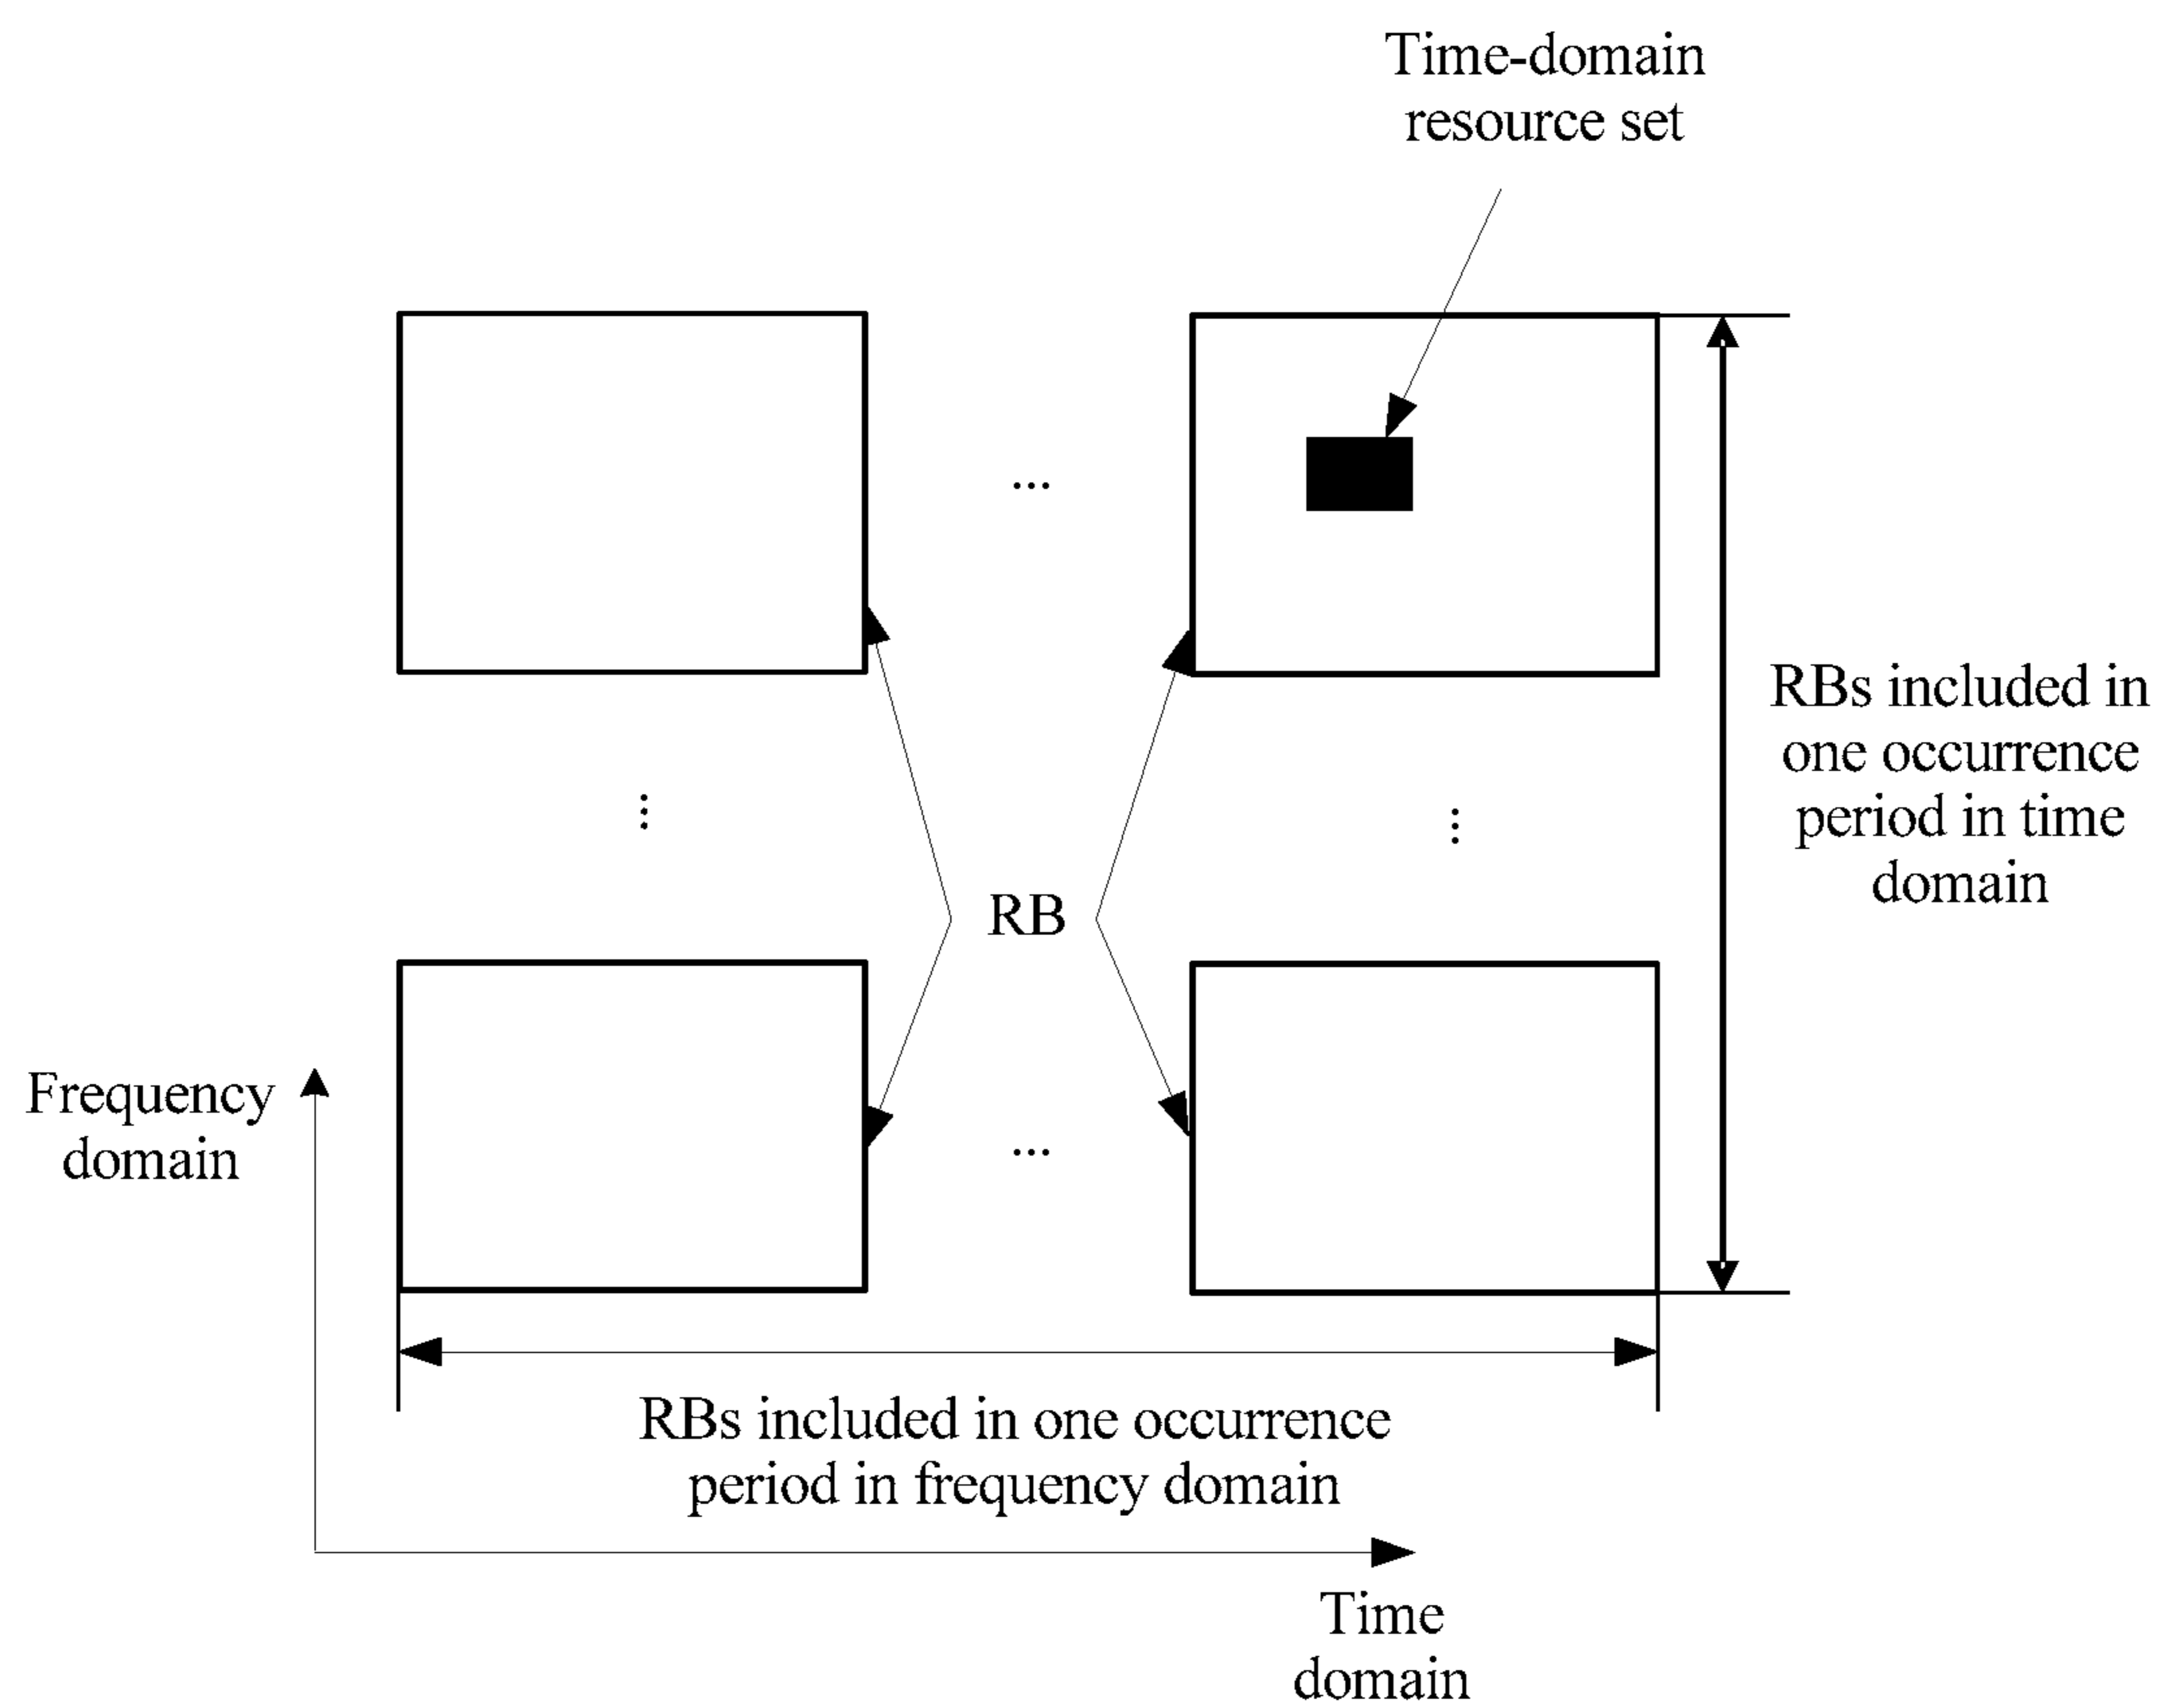 Time-domain
resource set
...
RBs included in
one occurrence
period in time
domain
RB
Frequency
domain
...
RBs included in one occurrence
period in frequency domain
Time
domain